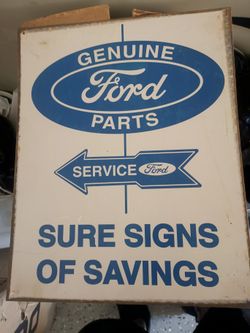 GENUINE
Ford
PARTS
SERVICE Ford
SURE SIGNS
OF SAVINGS